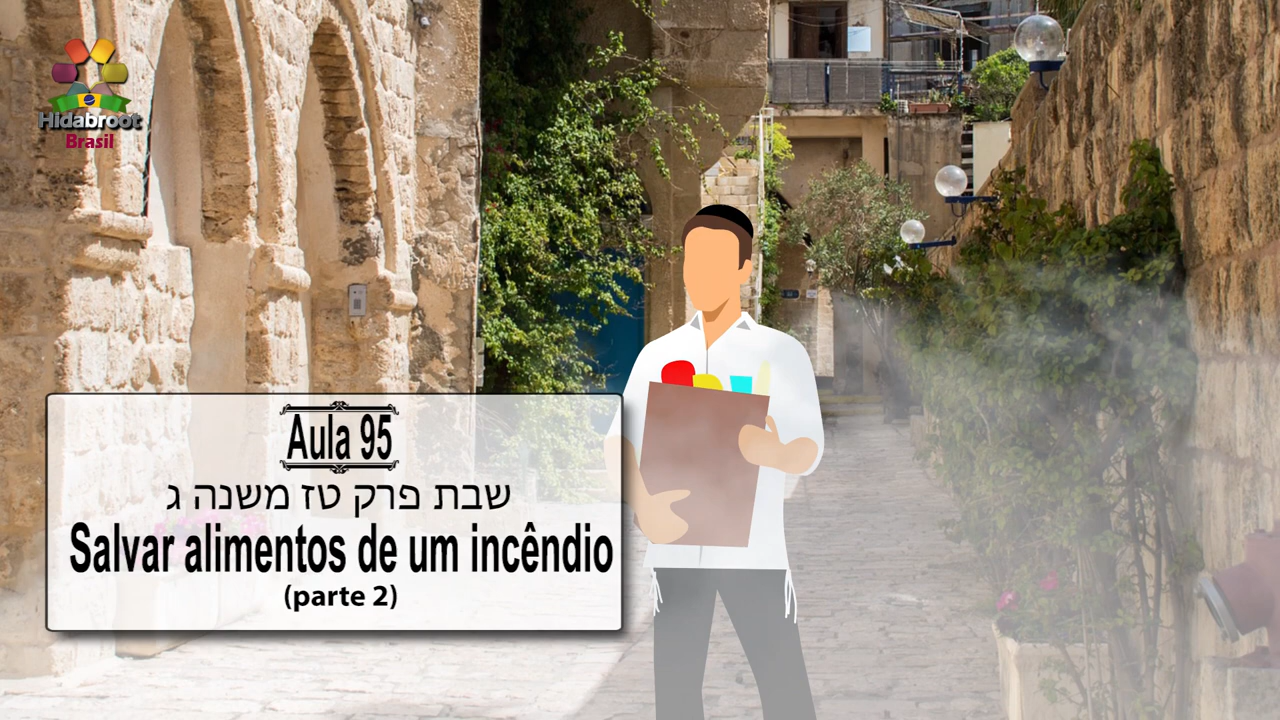 Hidabroot
Brasil
Aula 95
שבת פרק טז משנה ג
Salvar alimentos de um incêndio
(parte 2)